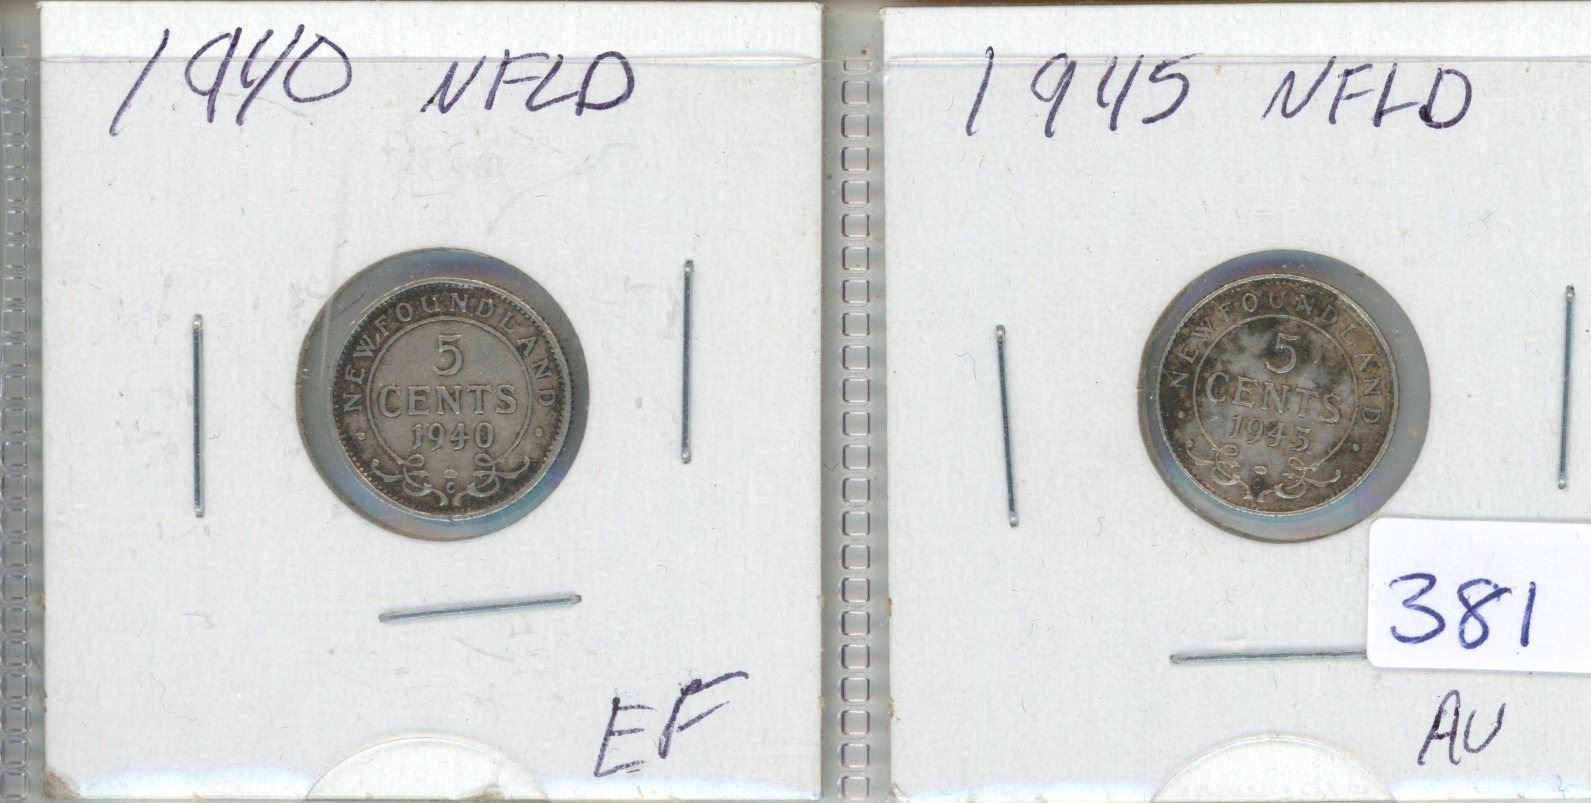 1940 NFLD
NEWFOUNDLAND
5
CENTS
1940
C
EF
1945 NFLD
NEWFOUNDLAND
5
CENTS
1945
C
381
AU